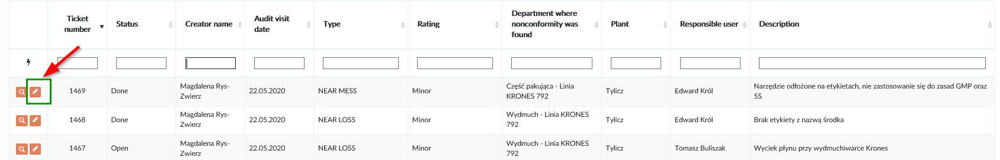 Ticket number
Status
Creator name
Audit visit date
Type
Rating
Department where nonconformity was found
Plant
Responsible user
Description
1469
Done
Magdalena Rys-
Zwierz
22.05.2020
NEAR MESS
Minor
Część pakująca - Linia
KRONES 792
Tylicz
Edward Król
Narzędzie odłożone na etykietach, nie zastosowanie się do zasad GMP oraz
5S
1468
Done
Magdalena Rys-
Zwierz
22.05.2020
NEAR LOSS
Minor
Wydmuch - Linia KRONES
792
Tylicz
Edward Król
Brak etykiety z nazwą środka
1467
Open
Magdalena Rys-
Zwierz
22.05.2020
NEAR LOSS
Minor
Wydmuch - Linia KRONES
792
Tylicz
Tomasz Buliszak
Wyciek płynu przy wydmuchiwarce Krones